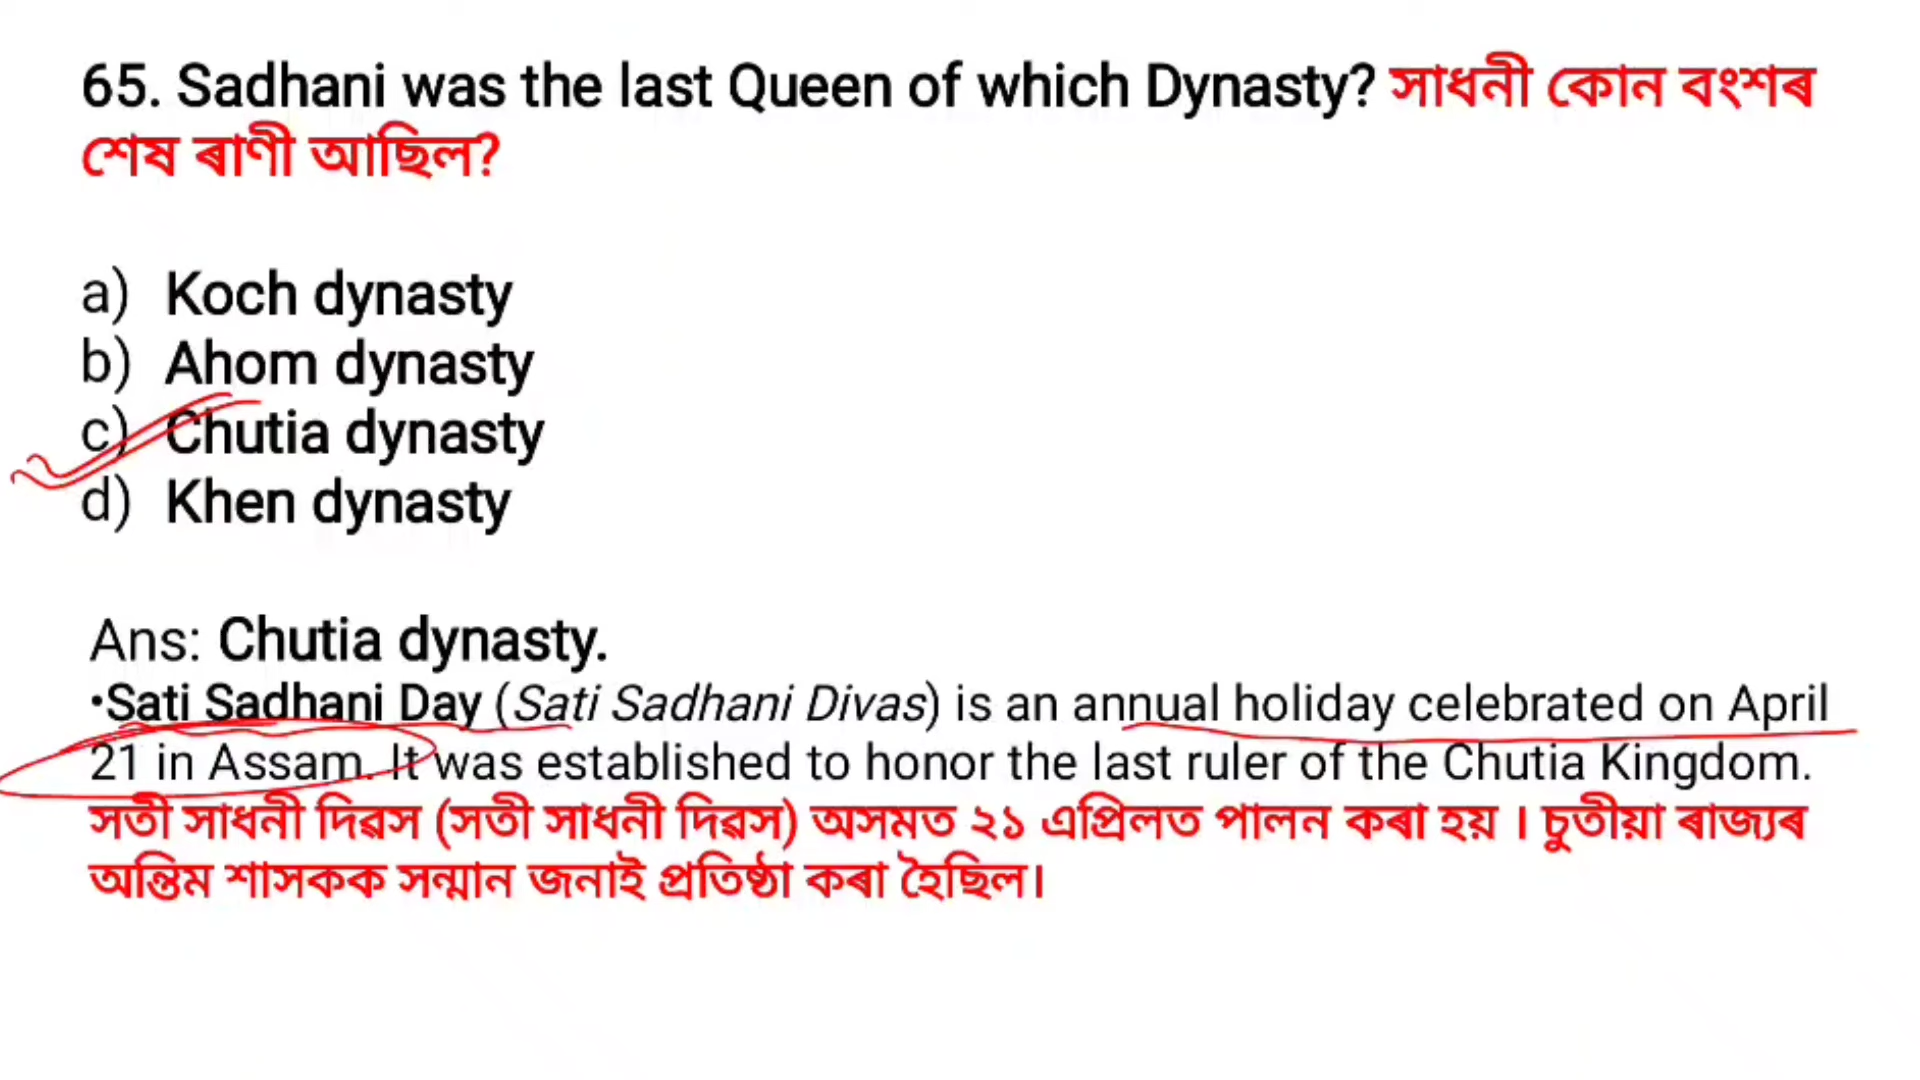 65. Sadhani was the last Queen of which Dynasty? সাধনী কোন বংশৰ
শেষ ৰাণী আছিল?
a) Koch dynasty
b) Ahom dynasty
c) Chutia dynasty
d) Khen dynasty
Ans: Chutia dynasty.
•Sati Sadhani Day (Sati Sadhani Divas) is an annual holiday celebrated on April
21 in Assam. It was established to honor the last ruler of the Chutia Kingdom.
সতী সাধনী দিৱস (সতী সাধনী দিৱস) অসমত ২১ এপ্ৰিলত পালন কৰা হয় । চুতীয়া ৰাজ্যৰ
অন্তিম শাসকক সন্মান জনাই প্ৰতিষ্ঠা কৰা হৈছিল।